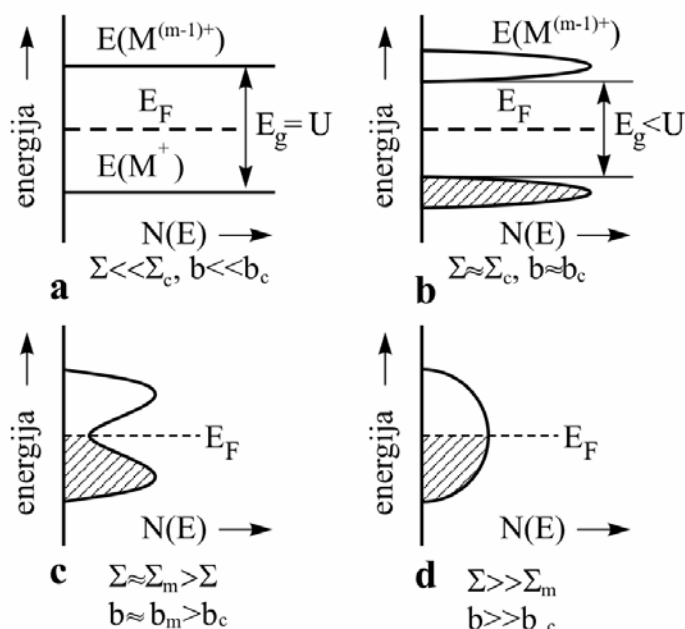 energija
E(M^(m-1)+)
E_F
E_g = U
E(M^+)
N(E)
a
Σ<<Σ_c, b<<b_c
energija
E(M^(m-1)+)
E_F
E_g<U
N(E)
b
Σ≈Σ_c, b≈b_c
energija
E_F
N(E)
c
Σ≈Σ_m>Σ
b≈b_m>b_c
energija
E_F
N(E)
d
Σ>>Σ_m
b>>b_c